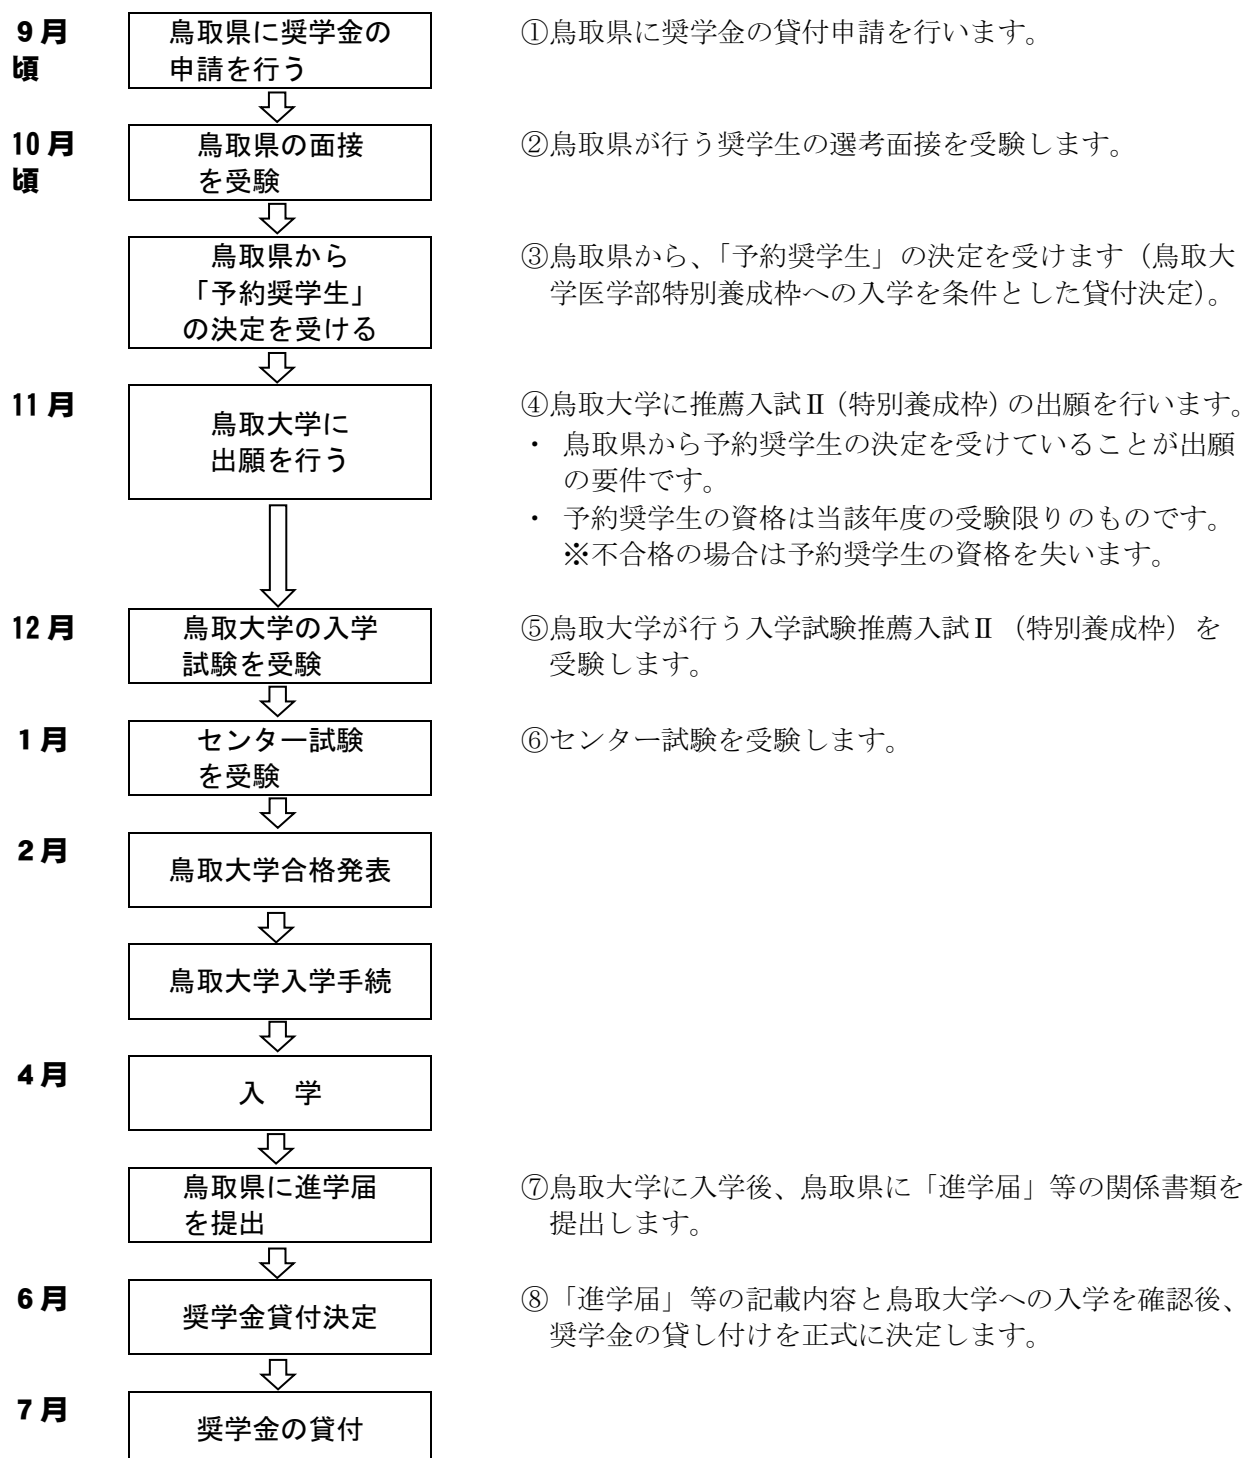 9月
頃
鳥取県に奨学金の
申請を行う
①鳥取県に奨学金の貸付申請を行います。
10月
頃
鳥取県の面接
を受験
②鳥取県が行う奨学生の選考面接を受験します。
鳥取県から
「予約奨学生」
の決定を受ける
③鳥取県から、「予約奨学生」の決定を受けます（鳥取大
学医学部特別養成枠への入学を条件とした貸付決定）。
11月
鳥取大学に
出願を行う
④鳥取大学に推薦入試Ⅱ（特別養成枠）の出願を行います。
・ 鳥取県から予約奨学生の決定を受けていることが出願
の要件です。
・ 予約奨学生の資格は当該年度の受験限りのものです。
※不合格の場合は予約奨学生の資格を失います。
12月
鳥取大学の入学
試験を受験
⑤鳥取大学が行う入学試験推薦入試Ⅱ（特別養成枠）を
受験します。
1月
センター試験
を受験
⑥センター試験を受験します。
2月
鳥取大学合格発表
鳥取大学入学手続
4月
入　学
鳥取県に進学届
を提出
⑦鳥取大学に入学後、鳥取県に「進学届」等の関係書類を
提出します。
6月
奨学金貸付決定
⑧「進学届」等の記載内容と鳥取大学への入学を確認後、
奨学金の貸し付けを正式に決定します。
7月
奨学金の貸付